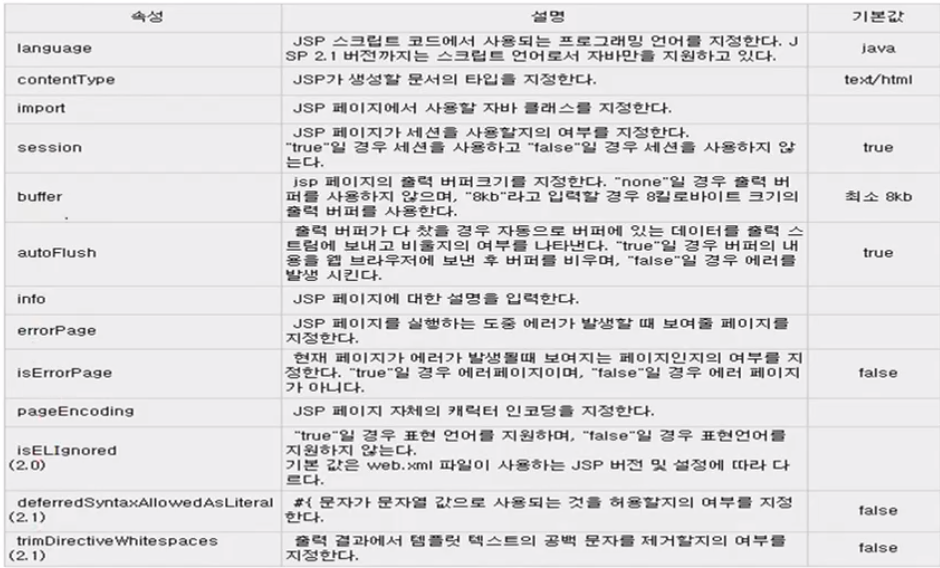 속성 설명 기본값
language JSP 스크립트 코드에서 사용되는 프로그래밍 언어를 지정한다. J java
SP 2.1 버전까지는 스크립트 언어로서 자바만을 지원하고 있다.
contentType JSP가 생성할 문서의 타입을 지정한다. text/html
import JSP 페이지에서 사용할 자바 클래스를 지정한다.
session JSP 페이지가 세션을 사용할지의 여부를 지정한다. true
"true"일 경우 세션을 사용하고 "false"일 경우 세션을 사용하지 않
는다.
buffer jsp 페이지의 출력 버퍼크기를 지정한다. "none"일 경우 출력 버 최소 8kb
퍼를 사용하지 않으며, "8kb"라고 입력할 경우 8킬로바이트 크기의
출력 버퍼를 사용한다.
autoFlush 출력 버퍼가 다 찼을 경우 자동으로 버퍼에 있는 데이터를 출력 스 true
트림에 보내고 비울지의 여부를 나타낸다. "true"일 경우 버퍼의 내
용을 웹 브라우저에 보낸 후 버퍼를 비우며, "false"일 경우 에러를
발생 시킨다.
info JSP 페이지에 대한 설명을 입력한다.
errorPage JSP 페이지를 실행하는 도중 에러가 발생할 때 보여줄 페이지를
지정한다.
isErrorPage 현재 페이지가 에러가 발생될때 보여지는 페이지인지의 여부를 지 false
정한다. "true"일 경우 에러페이지이며, "false"일 경우 에러 페이지
가 아니다.
pageEncoding JSP 페이지 자체의 캐릭터 인코딩을 지정한다.
isELIgnored "true"일 경우 표현 언어를 지원하며, "false"일 경우 표현언어를
(2.0) 지원하지 않는다.
기본 값은 web.xml 파일이 사용하는 JSP 버전 및 설정에 따라 다
르다.
deferredSyntaxAllowedAsLiteral #{ 문자가 문자열 값으로 사용되는 것을 허용할지의 여부를 지정 false
(2.1) 한다.
trimDirectiveWhitespaces 출력 결과에서 템플릿 텍스트의 공백 문자를 제거할지의 여부를 false
(2.1) 지정한다.